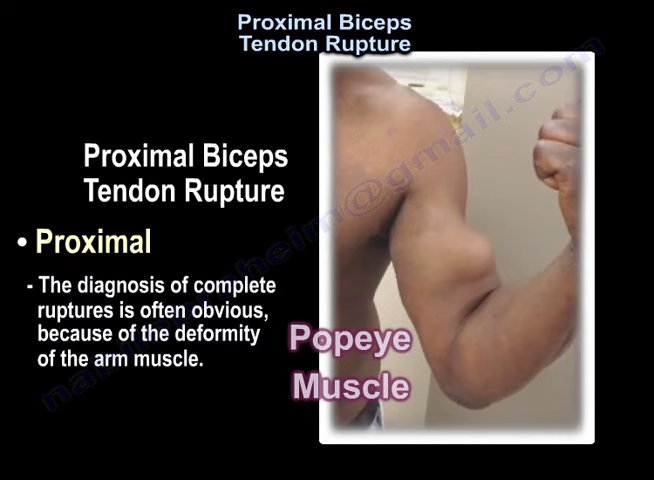 Proximal Biceps
Tendon Rupture
Proximal Biceps
Tendon Rupture
• Proximal
- The diagnosis of complete
ruptures is often obvious,
because of the deformity
of the arm muscle.
Popeye
Muscle